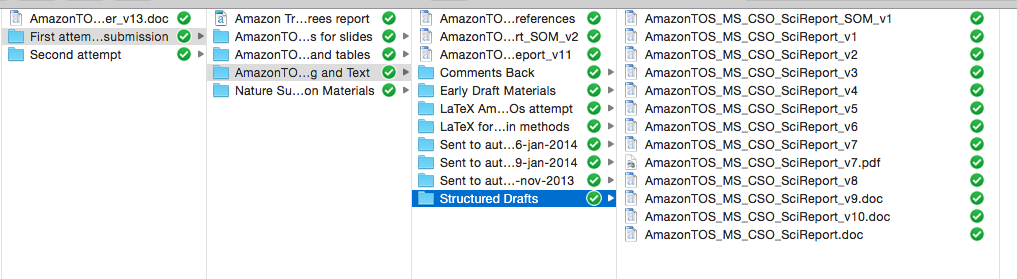 AmazonTO...er_v13.doc
First attem...submission
Second attempt
Amazon Tr...rees report
AmazonTO...s for slides
AmazonTO...and tables
AmazonTO...g and Text
Nature Su...on Materials
AmazonTO...references
AmazonTO...rt_SOM_v2
AmazonTO...eport_v11
Comments Back
Early Draft Materials
LaTeX Am...Os attempt
LaTeX for...in methods
Sent to aut...6-jan-2014
Sent to aut...9-jan-2014
Sent to aut...-nov-2013
Structured Drafts
AmazonTOS_MS_CSO_SciReport_SOM_v1
AmazonTOS_MS_CSO_SciReport_v1
AmazonTOS_MS_CSO_SciReport_v2
AmazonTOS_MS_CSO_SciReport_v3
AmazonTOS_MS_CSO_SciReport_v4
AmazonTOS_MS_CSO_SciReport_v5
AmazonTOS_MS_CSO_SciReport_v6
AmazonTOS_MS_CSO_SciReport_v7
AmazonTOS_MS_CSO_SciReport_v7.pdf
AmazonTOS_MS_CSO_SciReport_v8
AmazonTOS_MS_CSO_SciReport_v9.doc
AmazonTOS_MS_CSO_SciReport_v10.doc
AmazonTOS_MS_CSO_SciReport.doc